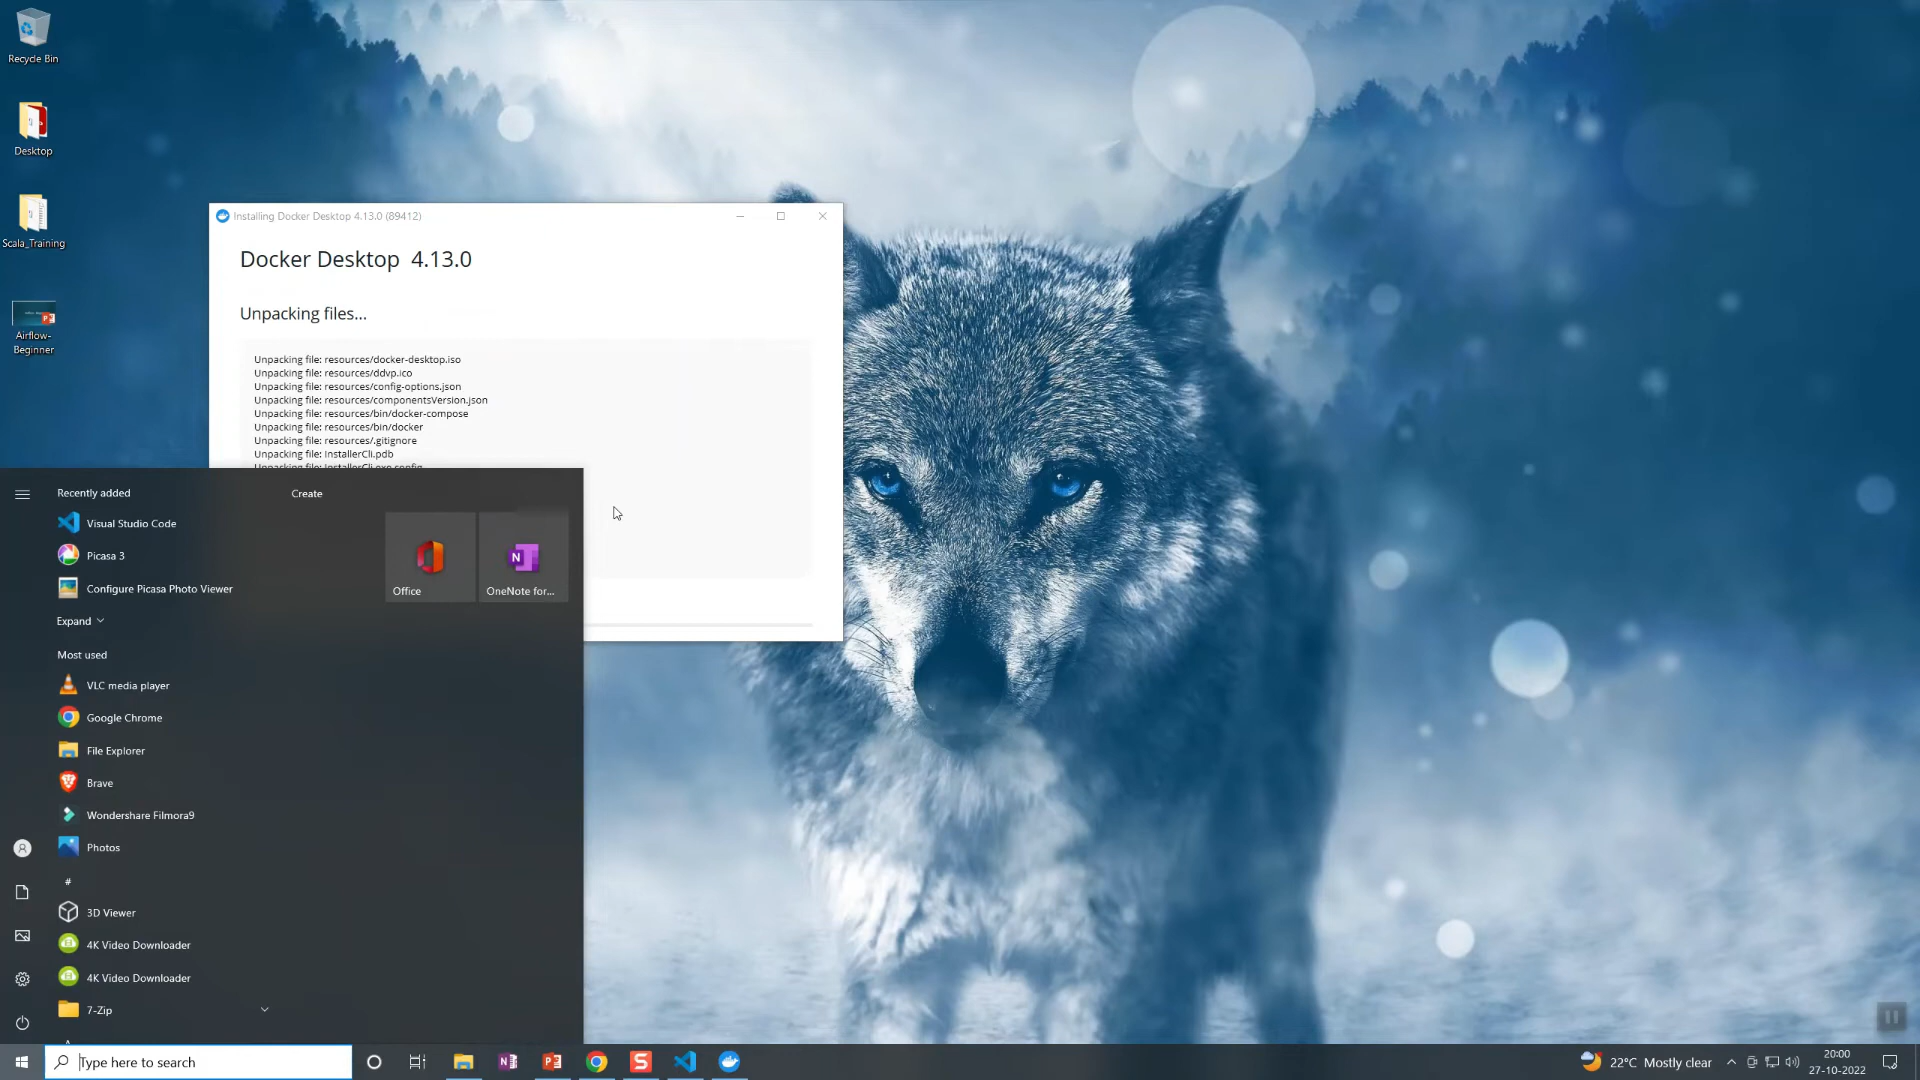 Recycle Bin
Desktop
Scala_Training
Airflow-
Beginner
Installing Docker Desktop 4.13.0 (89412)
Docker Desktop 4.13.0
Unpacking files...
Unpacking file: resources/docker-desktop.iso
Unpacking file: resources/ddvp.ico
Unpacking file: resources/config-options.json
Unpacking file: resources/componentsVersion.json
Unpacking file: resources/bin/docker-compose
Unpacking file: resources/bin/docker
Unpacking file: resources/.gitignore
Unpacking file: InstallerCli.pdb
Unpacking file: InstallerCli.exe.config
Recently added
Visual Studio Code
Picasa 3
Configure Picasa Photo Viewer
Expand
Most used
VLC media player
Google Chrome
File Explorer
Brave
Wondershare Filmora9
Photos
#
3D Viewer
4K Video Downloader
4K Video Downloader
7-Zip
Create
Office
OneNote for...
Type here to search
22°C Mostly clear
20:00
27-10-2022